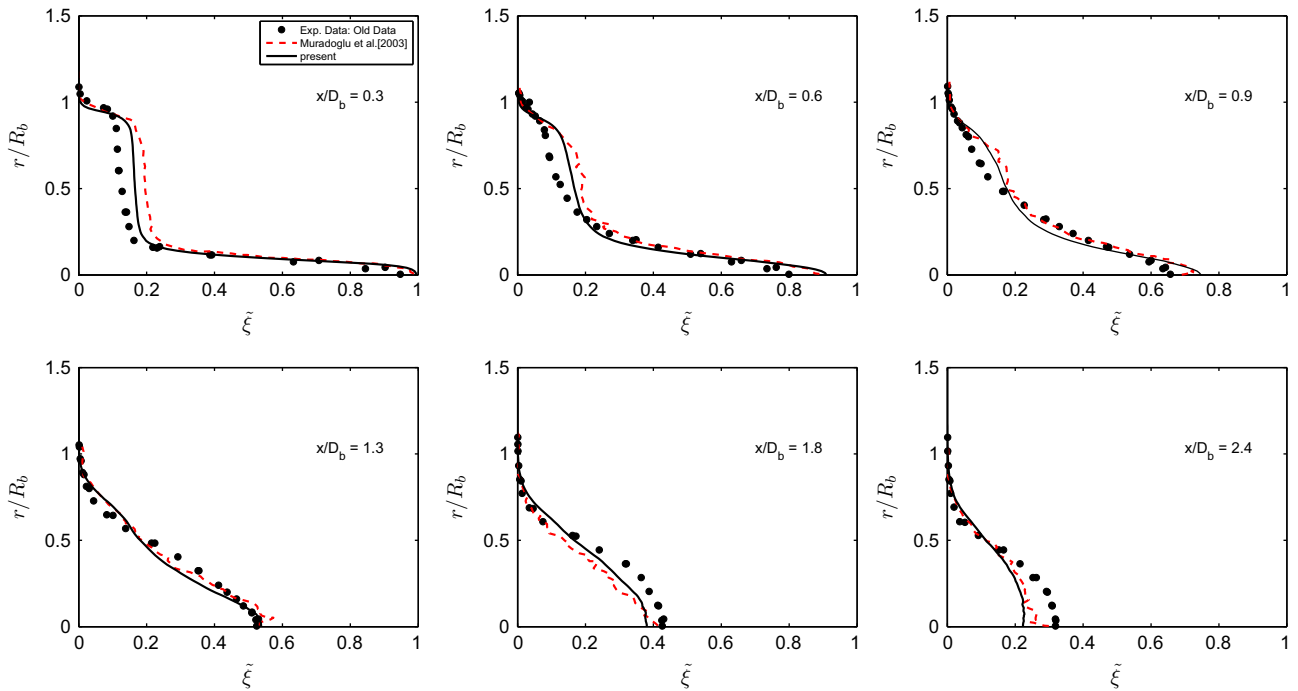 1.5
1
0.5
0
r/R_b
0 0.2 0.4 0.6 0.8 1
ξ̃
Exp. Data: Old Data
Muradoglu et al.[2003]
present
x/D_b = 0.3
1.5
1
0.5
0
r/R_b
0 0.2 0.4 0.6 0.8 1
ξ̃
x/D_b = 0.6
1.5
1
0.5
0
r/R_b
0 0.2 0.4 0.6 0.8 1
ξ̃
x/D_b = 0.9
1.5
1
0.5
0
r/R_b
0 0.2 0.4 0.6 0.8 1
ξ̃
x/D_b = 1.3
1.5
1
0.5
0
r/R_b
0 0.2 0.4 0.6 0.8 1
ξ̃
x/D_b = 1.8
1.5
1
0.5
0
r/R_b
0 0.2 0.4 0.6 0.8 1
ξ̃
x/D_b = 2.4